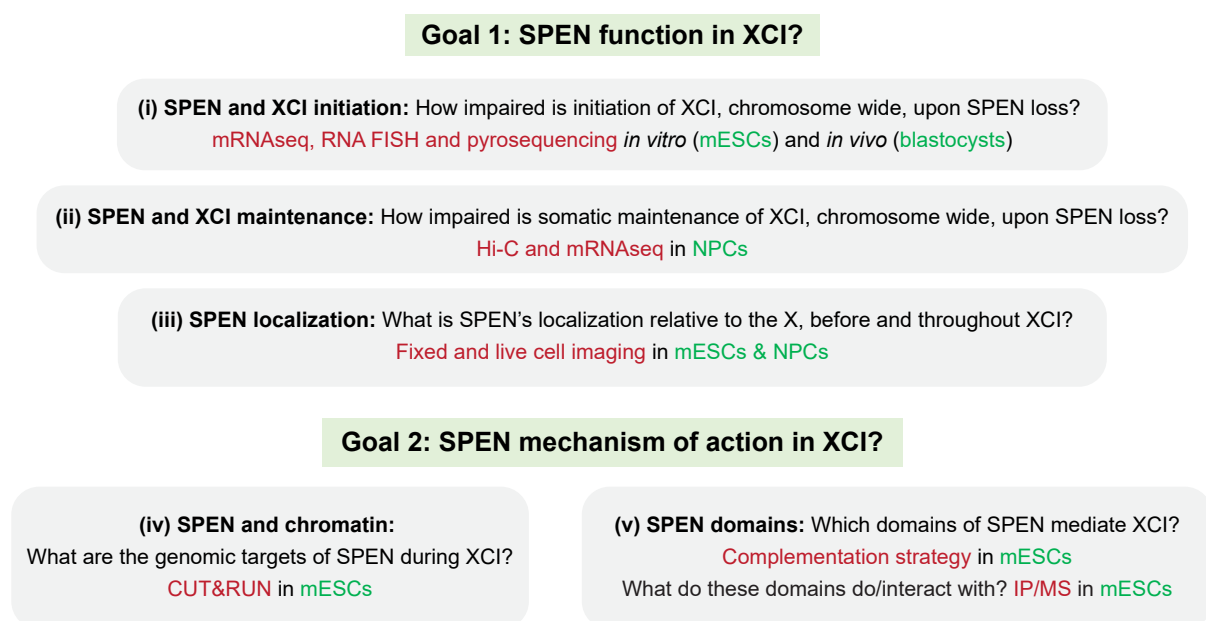 Goal 1: SPEN function in XCI?
(i) SPEN and XCI initiation: How impaired is initiation of XCI, chromosome wide, upon SPEN loss?
mRNAseq, RNA FISH and pyrosequencing in vitro (mESCs) and in vivo (blastocysts)
(ii) SPEN and XCI maintenance: How impaired is somatic maintenance of XCI, chromosome wide, upon SPEN loss?
Hi-C and mRNAseq in NPCs
(iii) SPEN localization: What is SPEN’s localization relative to the X, before and throughout XCI?
Fixed and live cell imaging in mESCs & NPCs
Goal 2: SPEN mechanism of action in XCI?
(iv) SPEN and chromatin:
What are the genomic targets of SPEN during XCI?
CUT&RUN in mESCs
(v) SPEN domains: Which domains of SPEN mediate XCI?
Complementation strategy in mESCs
What do these domains do/interact with? IP/MS in mESCs